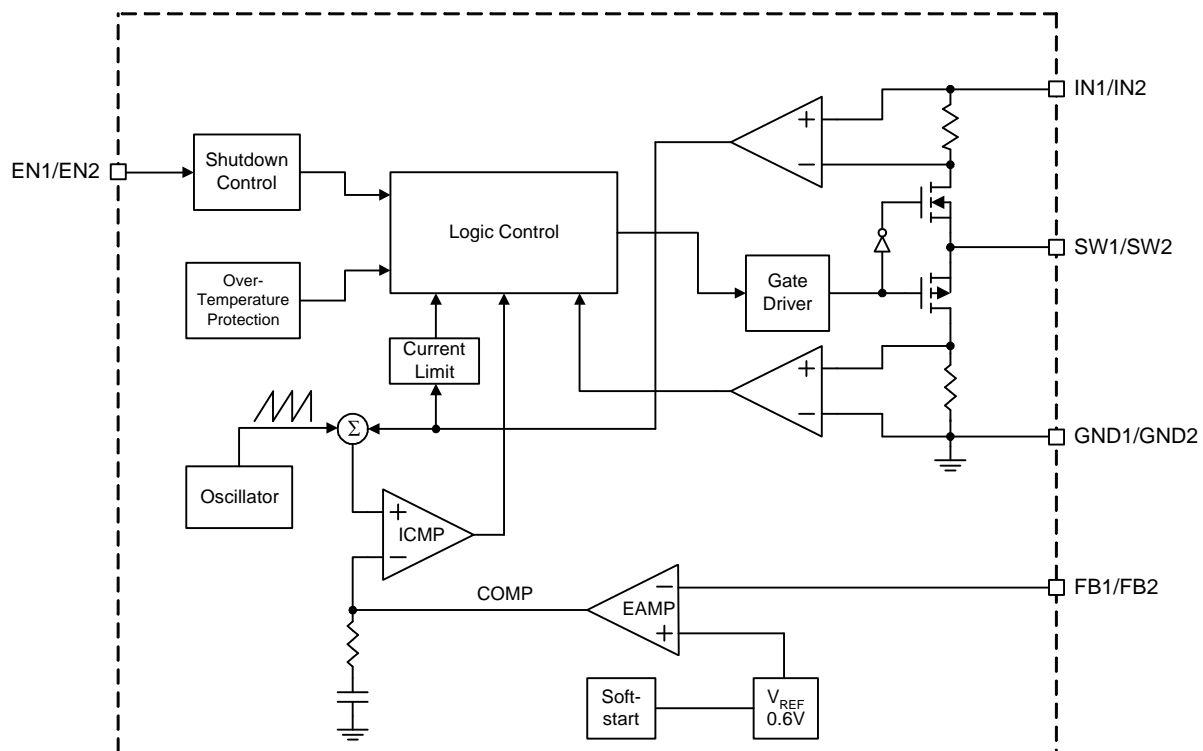 IN1/IN2
+
−
EN1/EN2
Shutdown
Control
Logic Control
SW1/SW2
Over-
Temperature
Protection
Gate
Driver
Current
Limit
+
−
Σ
GND1/GND2
Oscillator
+
ICMP
−
COMP
−
EAMP
+
FB1/FB2
Soft-
start
VREF
0.6V